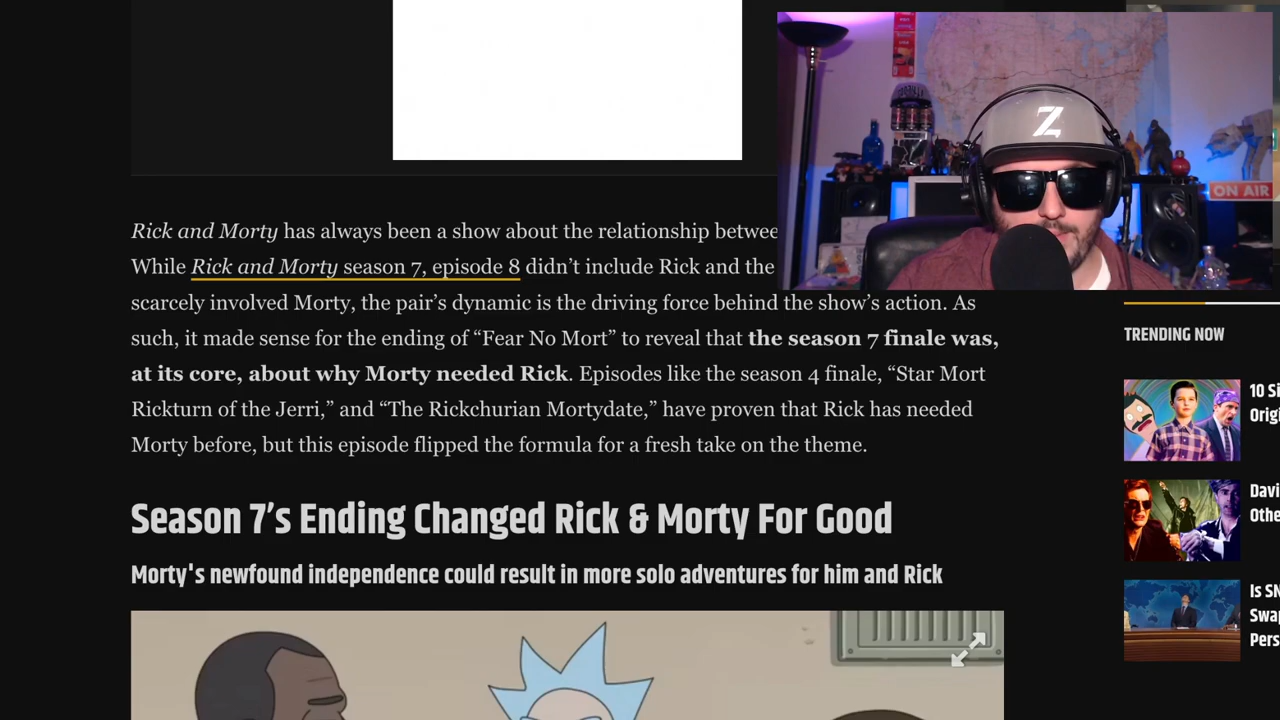 Rick and Morty has always been a show about the relationship
While Rick and Morty season 7, episode 8 didn’t include Rick and the
scarcely involved Morty, the pair’s dynamic is the driving force behind the show’s action. As
such, it made sense for the ending of “Fear No Mort” to reveal that the season 7 finale was,
at its core, about why Morty needed Rick. Episodes like the season 4 finale, “Star Mort
Rickturn of the Jerri,” and “The Rickchurian Mortydate,” have proven that Rick has needed
Morty before, but this episode flipped the formula for a fresh take on the theme.
Season 7’s Ending Changed Rick & Morty For Good
Morty's newfound independence could result in more solo adventures for him and Rick
Z
ON AIR
TRENDING NOW
10
Is